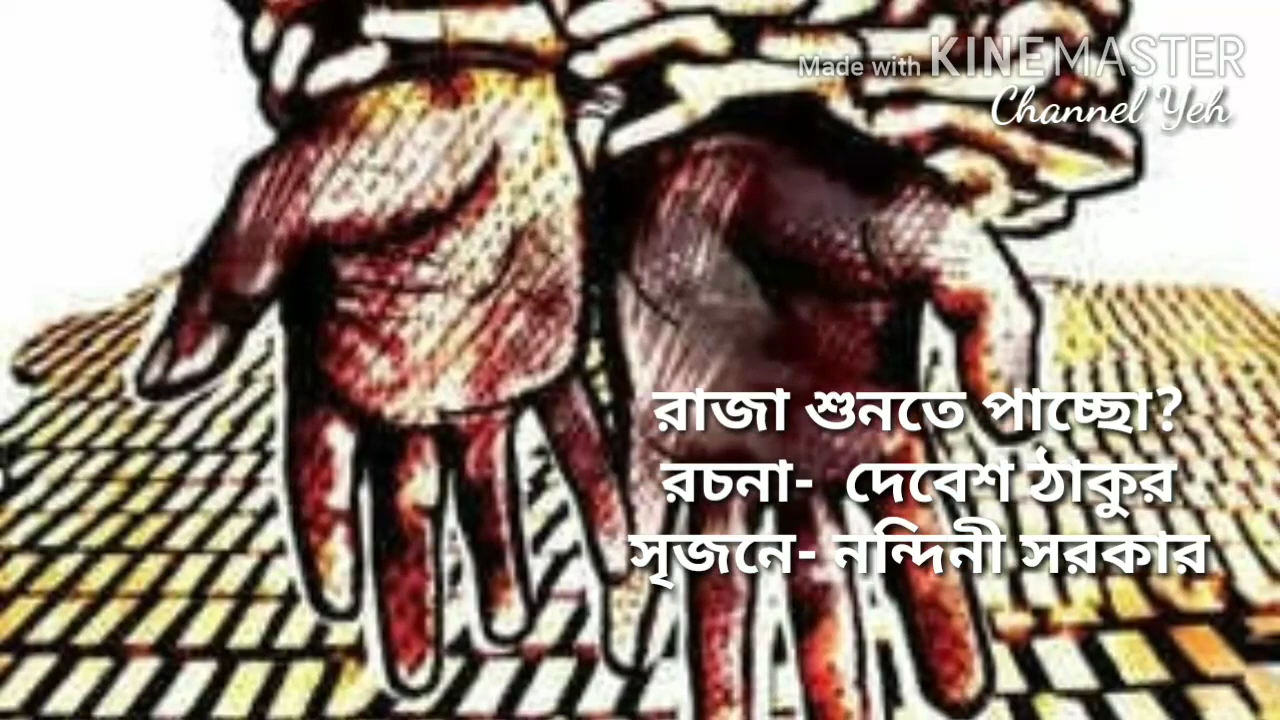 Made with KINEMASTER
Channel Yeh
রাজা শুনতে পাচ্ছো?
রচনা- দেবেশ ঠাকুর
সৃজনে- নন্দিনী সরকার